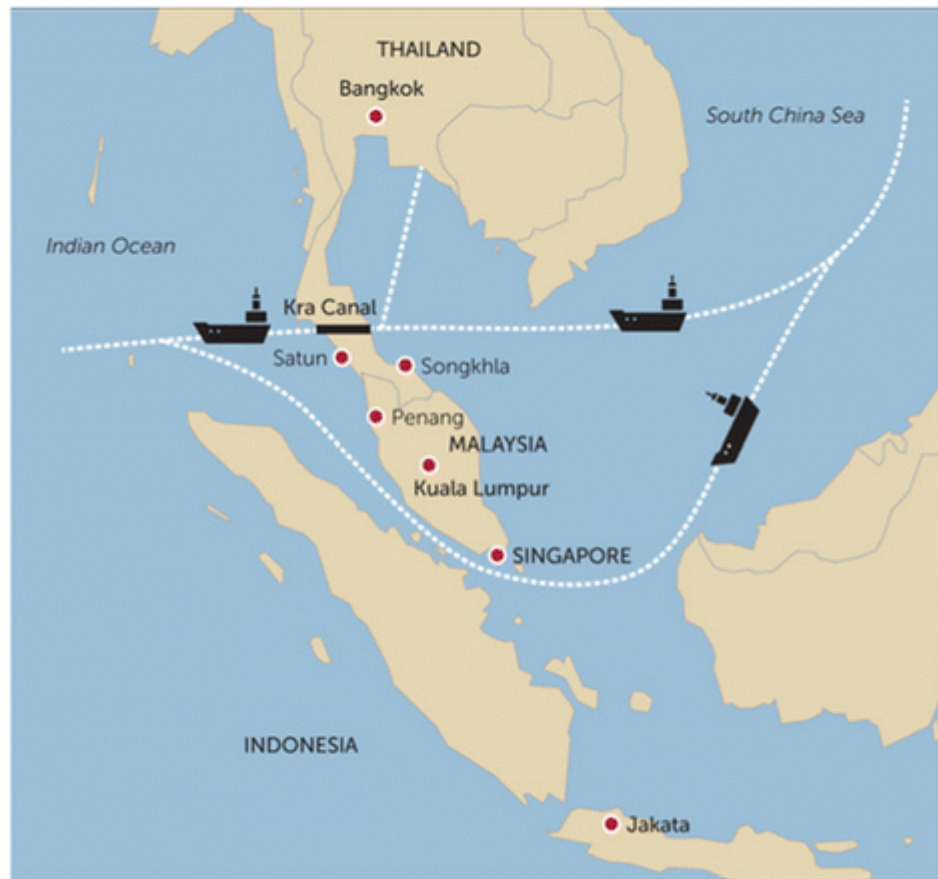 THAILAND
Bangkok
South China Sea
Indian Ocean
Kra Canal
Satun
Songkhla
Penang
MALAYSIA
Kuala Lumpur
SINGAPORE
INDONESIA
Jakata